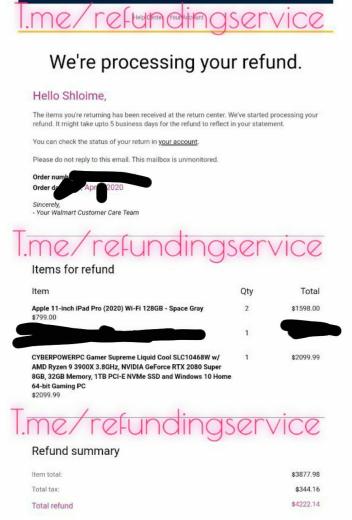 T.me/refundingservice
Help Center | Your Account
We're processing your refund.
Hello Shloime,
The items you're returning has been received at the return center. We've started processing your
refund. It might take upto 5 business days for the refund to reflect in your statement.
You can check the status of your return in your account.
Please do not reply to this email. This mailbox is unmonitored.
Order numb
Order da Apr 2020
Sincerely,
- Your Walmart Customer Care Team
T.me/refundingservice
Items for refund
Item Qty Total
Apple 11-inch iPad Pro (2020) Wi-Fi 128GB - Space Gray 2 $1598.00
$799.00
1
CYBERPOWERPC Gamer Supreme Liquid Cool SLC10468W w/ 1 $2099.99
AMD Ryzen 9 3900X 3.8GHz, NVIDIA GeForce RTX 2080 Super
8GB, 32GB Memory, 1TB PCI-E NVMe SSD and Windows 10 Home
64-bit Gaming PC
$2099.99
T.me/refundingservice
Refund summary
Item total: $3877.98
Total tax: $344.16
Total refund $4222.14